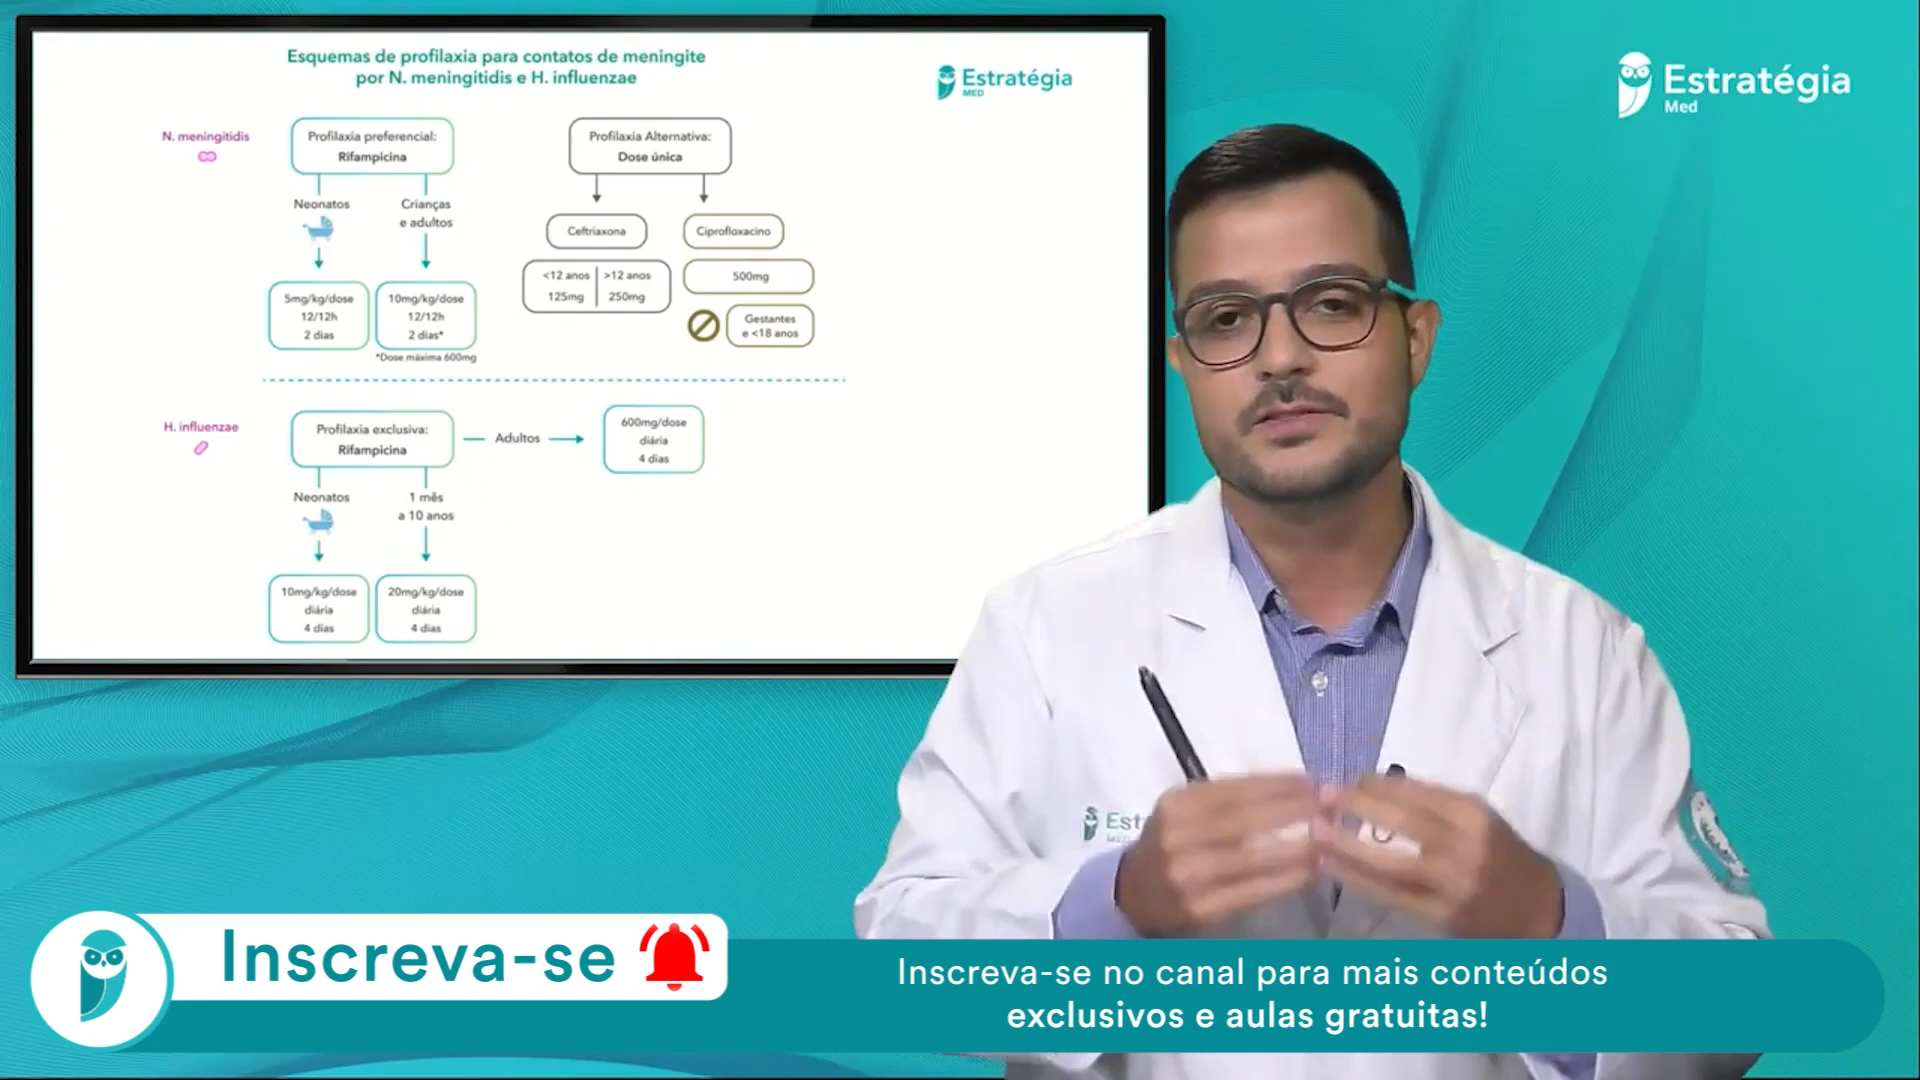 Esquemas de profilaxia para contatos de meningite
por N. meningitidis e H. influenzae
Estratégia
MED
Estratégia
Med
N. meningitidis
Profilaxia preferencial:
Rifampicina
Neonatos
Crianças
e adultos
5mg/kg/dose
12/12h
2 dias
10mg/kg/dose
12/12h
2 dias*
*Dose máxima 600mg
Profilaxia Alternativa:
Dose única
Ceftriaxona
<12 anos
125mg
>12 anos
250mg
Ciprofloxacino
500mg
Gestantes
e <18 anos
H. influenzae
Profilaxia exclusiva:
Rifampicina
Adultos
600mg/dose
diária
4 dias
Neonatos
1 mês
a 10 anos
10mg/kg/dose
diária
4 dias
20mg/kg/dose
diária
4 dias
Est
Inscreva-se
Inscreva-se no canal para mais conteúdos
exclusivos e aulas gratuitas!